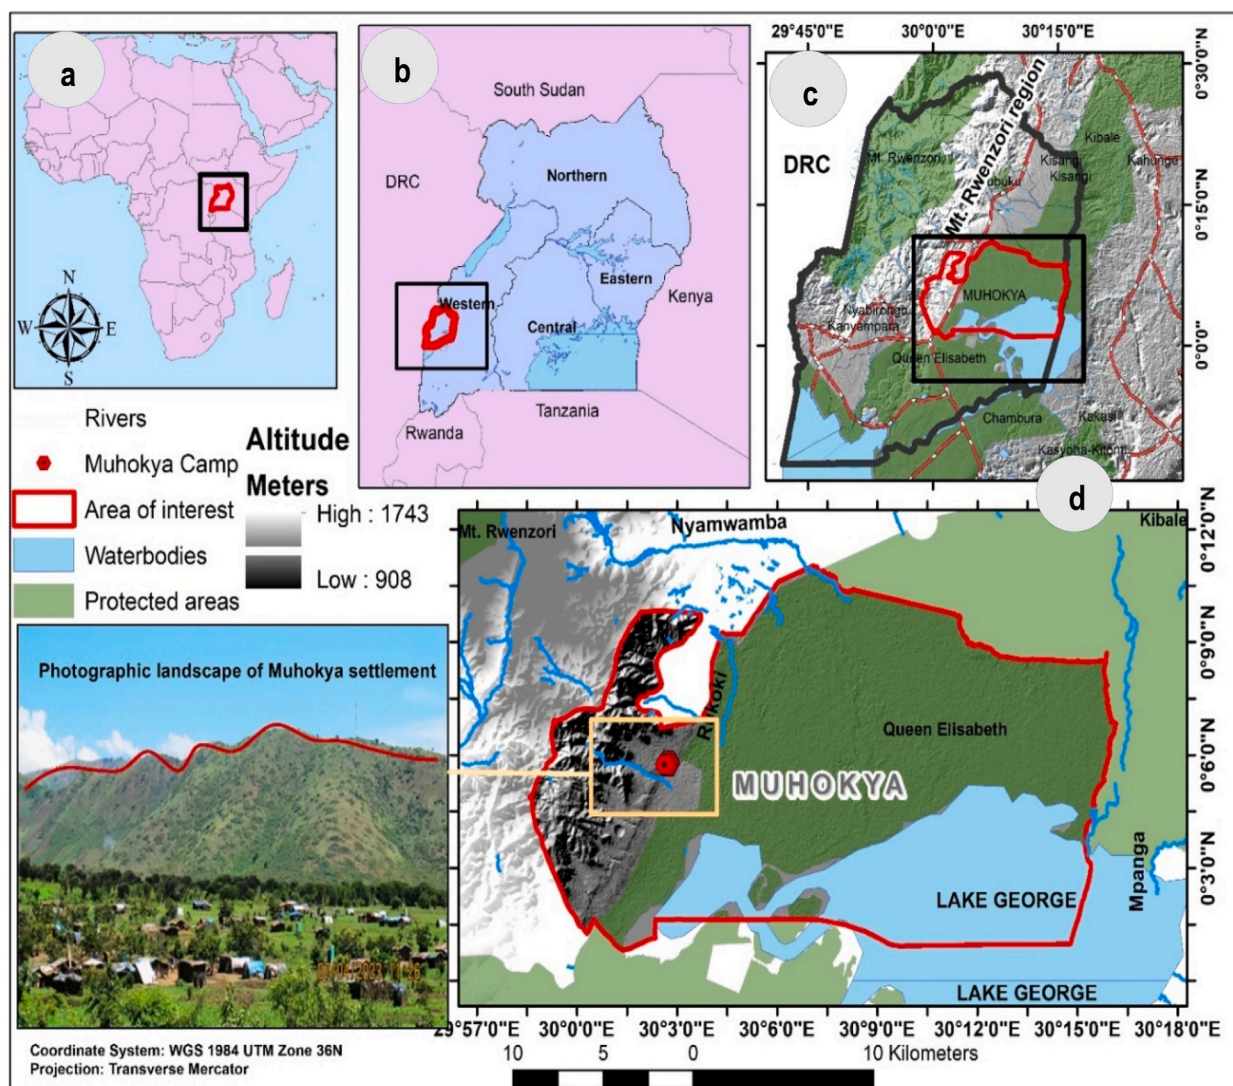 a
N
W E
S
b
South Sudan
DRC
Northern
Eastern
Western
Central
Kenya
Tanzania
Rwanda
29°45'0"E 30°0'0"E 30°15'0"E
c
DRC
Mt. Rwenzori
Mt. Rwenzori region
Kibale
Kahunge
Kisangi
Kisangi
ubuku
MUHOKYA
Nyabirongo
Kanyampara
Queen Elisabeth
Chambura
Kakasi
0°30'0"N
0°15'0"N
0°0'0"
Rivers
Muhokya Camp
Area of interest
Waterbodies
Protected areas
Altitude
Meters
High : 1743
Low : 908
Photographic landscape of Muhokya settlement
d
Mt. Rwenzori
Nyamwamba
Kibale
Queen Elisabeth
MUHOKYA
LAKE GEORGE
LAKE GEORGE
Mpanga
0°12'0"N
0°9'0"N
0°6'0"N
0°3'0"N
29°57'0"E 30°0'0"E 30°3'0"E 30°6'0"E 30°9'0"E 30°12'0"E 30°15'0"E 30°18'0"E
Coordinate System: WGS 1984 UTM Zone 36N
Projection: Transverse Mercator
10 5 0 10 Kilometers